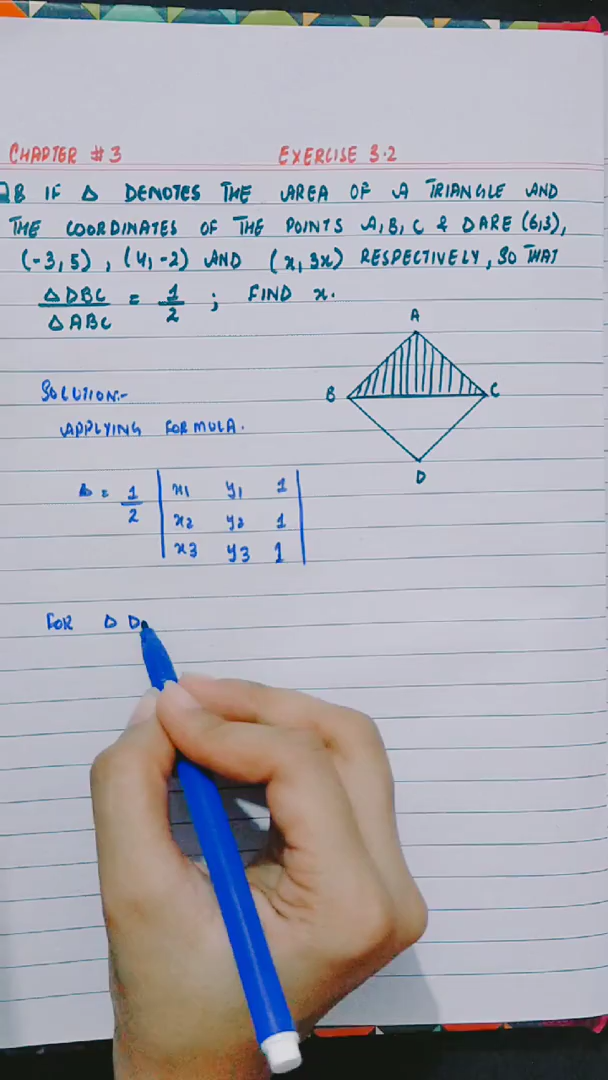 CHAPTER #3 EXERCISE 3.2
Q8 IF Δ DENOTES THE AREA OF A TRIANGLE AND
THE COORDINATES OF THE POINTS A, B, C & D ARE (6,3),
(-3,5), (4,-2) AND (x, 3x) RESPECTIVELY, SO THAT
ΔDBC / ΔABC = 1/2 ; FIND x.
A
B C
D
SOLUTION:-
APPLYING FORMULA.
Δ = 1/2 | x1 y1 1
x2 y2 1
x3 y3 1 |
FOR Δ D